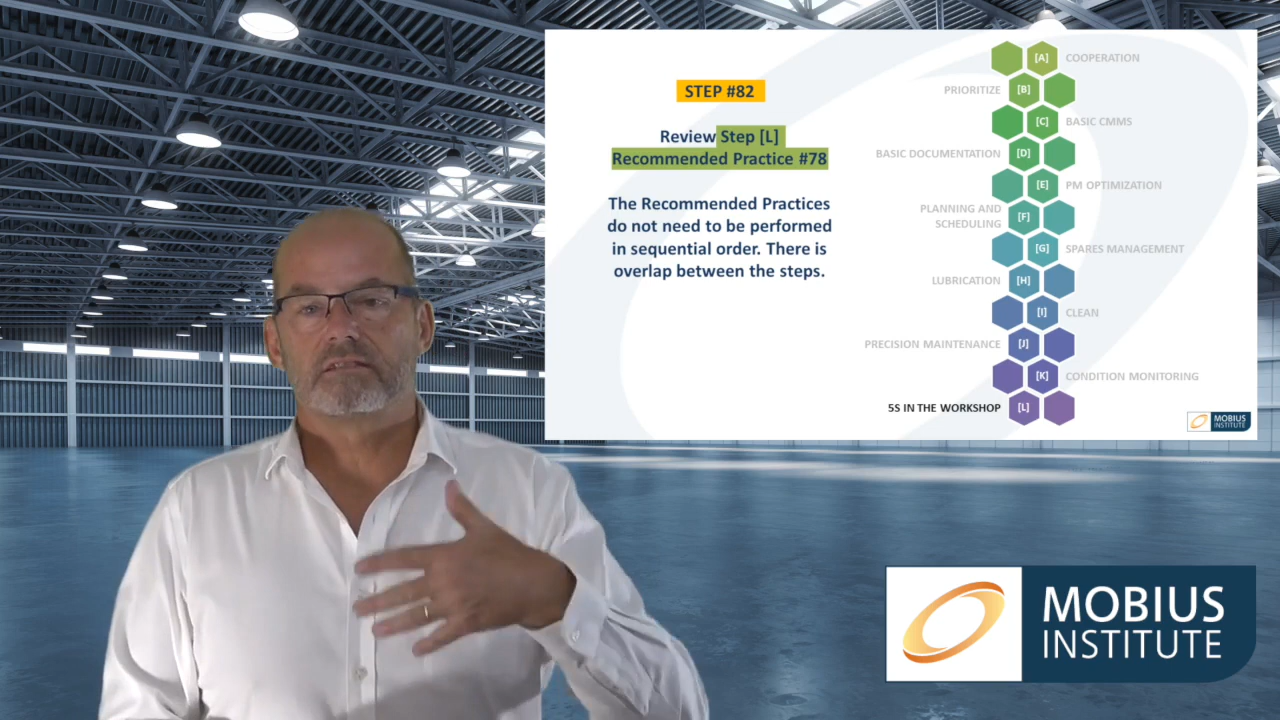 STEP #82
Review Step [L]
Recommended Practice #78
The Recommended Practices
do not need to be performed
in sequential order. There is
overlap between the steps.
[A] COOPERATION
PRIORITIZE [B]
[C] BASIC CMMS
BASIC DOCUMENTATION [D]
[E] PM OPTIMIZATION
PLANNING AND
SCHEDULING [F]
[G] SPARES MANAGEMENT
LUBRICATION [H]
[I] CLEAN
PRECISION MAINTENANCE [J]
[K] CONDITION MONITORING
5S IN THE WORKSHOP [L]
MOBIUS
INSTITUTE
MOBIUS
INSTITUTE